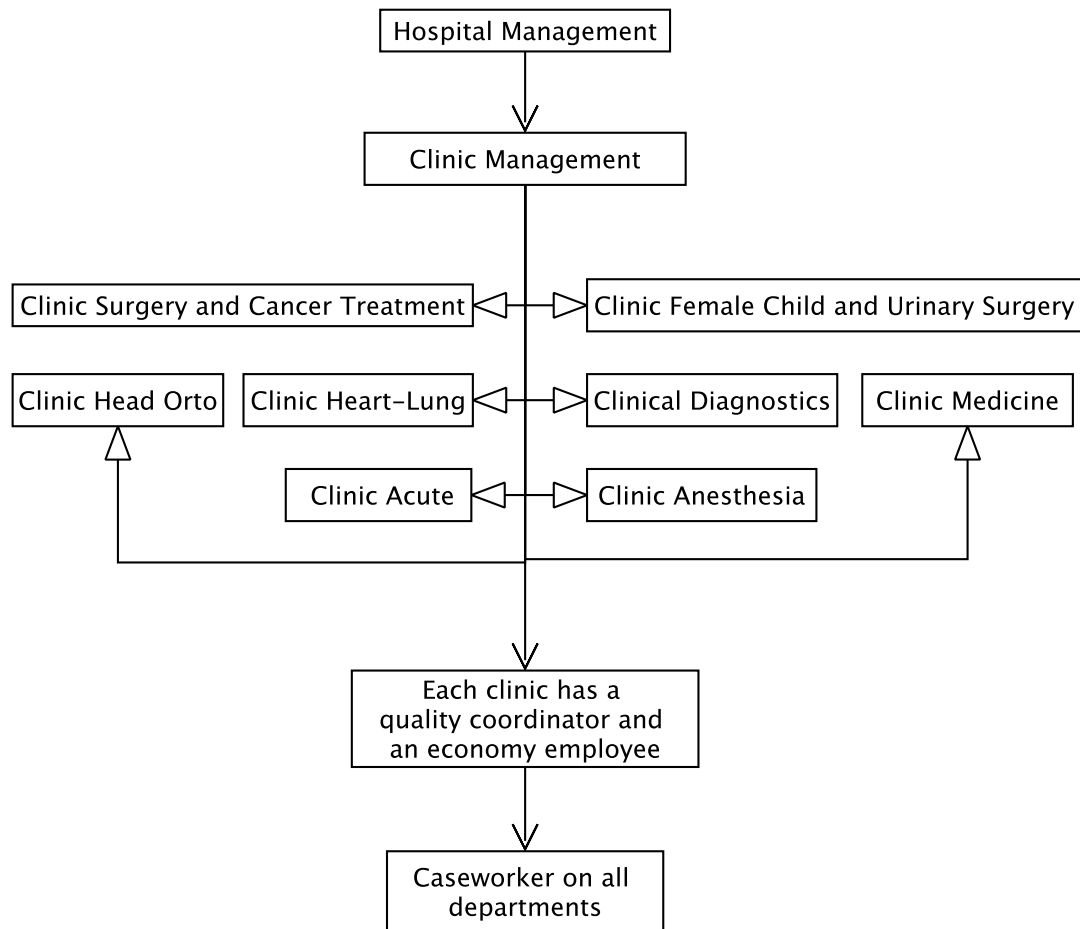 Hospital Management
Clinic Management
Clinic Surgery and Cancer Treatment
Clinic Female Child and Urinary Surgery
Clinic Head Orto
Clinic Heart-Lung
Clinical Diagnostics
Clinic Medicine
Clinic Acute
Clinic Anesthesia
Each clinic has a
quality coordinator and
an economy employee
Caseworker on all
departments